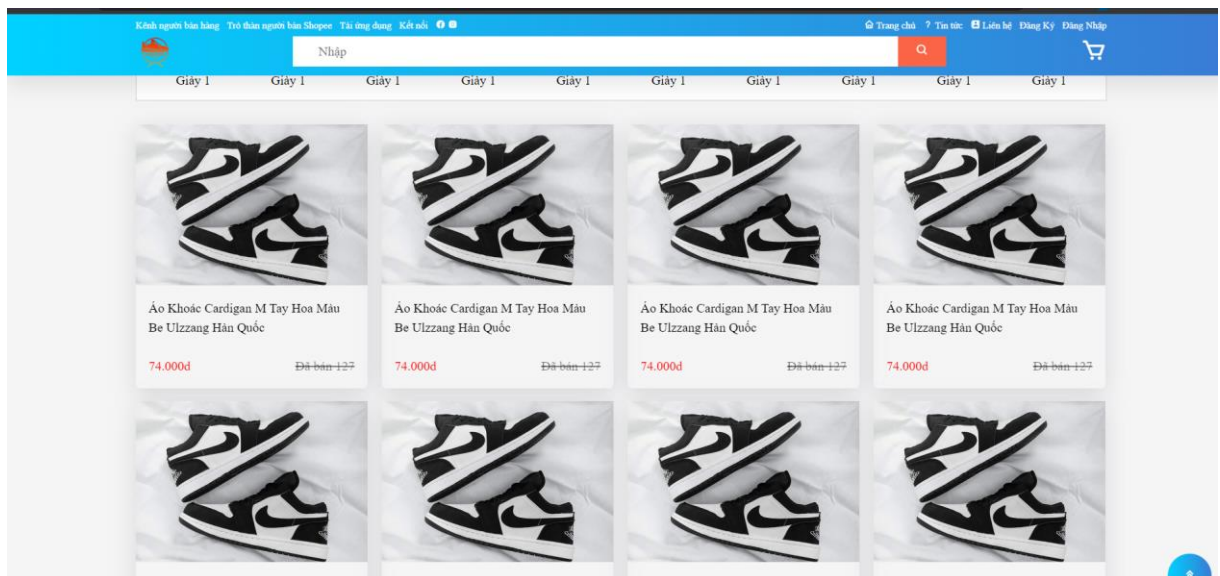 Kênh người bán hàng Trò thàn người bán Shopee Tải ứng dụng Kết nối
Trang chủ ? Tin tức Liên hệ Đăng Ký Đăng Nhập
Nhập
Giày 1 Giày 1 Giày 1 Giày 1 Giày 1 Giày 1 Giày 1 Giày 1 Giày 1 Giày 1
Áo Khoác Cardigan M Tay Hoa Màu
Be Ulzzang Hàn Quốc
74.000đ Đã bán 127
Áo Khoác Cardigan M Tay Hoa Màu
Be Ulzzang Hàn Quốc
74.000đ Đã bán 127
Áo Khoác Cardigan M Tay Hoa Màu
Be Ulzzang Hàn Quốc
74.000đ Đã bán 127
Áo Khoác Cardigan M Tay Hoa Màu
Be Ulzzang Hàn Quốc
74.000đ Đã bán 127